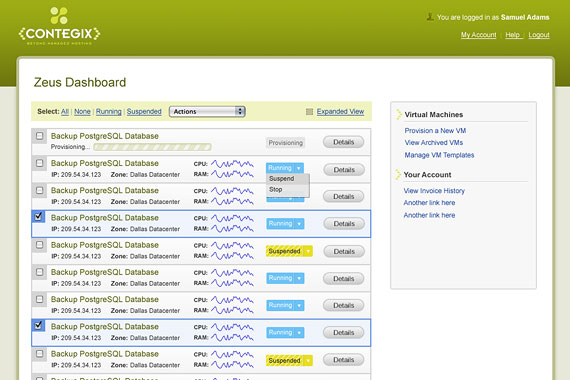 CONTEGIX
BEYOND MANAGED HOSTING
You are logged in as Samuel Adams
My Account | Help | Logout
Zeus Dashboard
Select: All | None | Running | Suspended Actions Expanded View
Backup PostgreSQL Database
Provisioning... Provisioning Details
Backup PostgreSQL Database
IP: 209.54.34.123 Zone: Dallas Datacenter CPU: RAM: Running Details
Suspend
Stop
Backup PostgreSQL Database
IP: 209.54.34.123 Zone: Dallas Datacenter CPU: RAM: Details
Backup PostgreSQL Database
IP: 209.54.34.123 Zone: Dallas Datacenter CPU: RAM: Running Details
Backup PostgreSQL Database
IP: 209.54.34.123 Zone: Dallas Datacenter CPU: RAM: Suspended Details
Backup PostgreSQL Database
IP: 209.54.34.123 Zone: Dallas Datacenter CPU: RAM: Running Details
Backup PostgreSQL Database
IP: 209.54.34.123 Zone: Dallas Datacenter CPU: RAM: Running Details
Backup PostgreSQL Database
IP: 209.54.34.123 Zone: Dallas Datacenter CPU: RAM: Running Details
Backup PostgreSQL Database
IP: 209.54.34.123 Zone: Dallas Datacenter CPU: RAM: Suspended Details
Backup PostgreSQL Database
Virtual Machines
Provision a New VM
View Archived VMs
Manage VM Templates
Your Account
View Invoice History
Another link here
Another link here